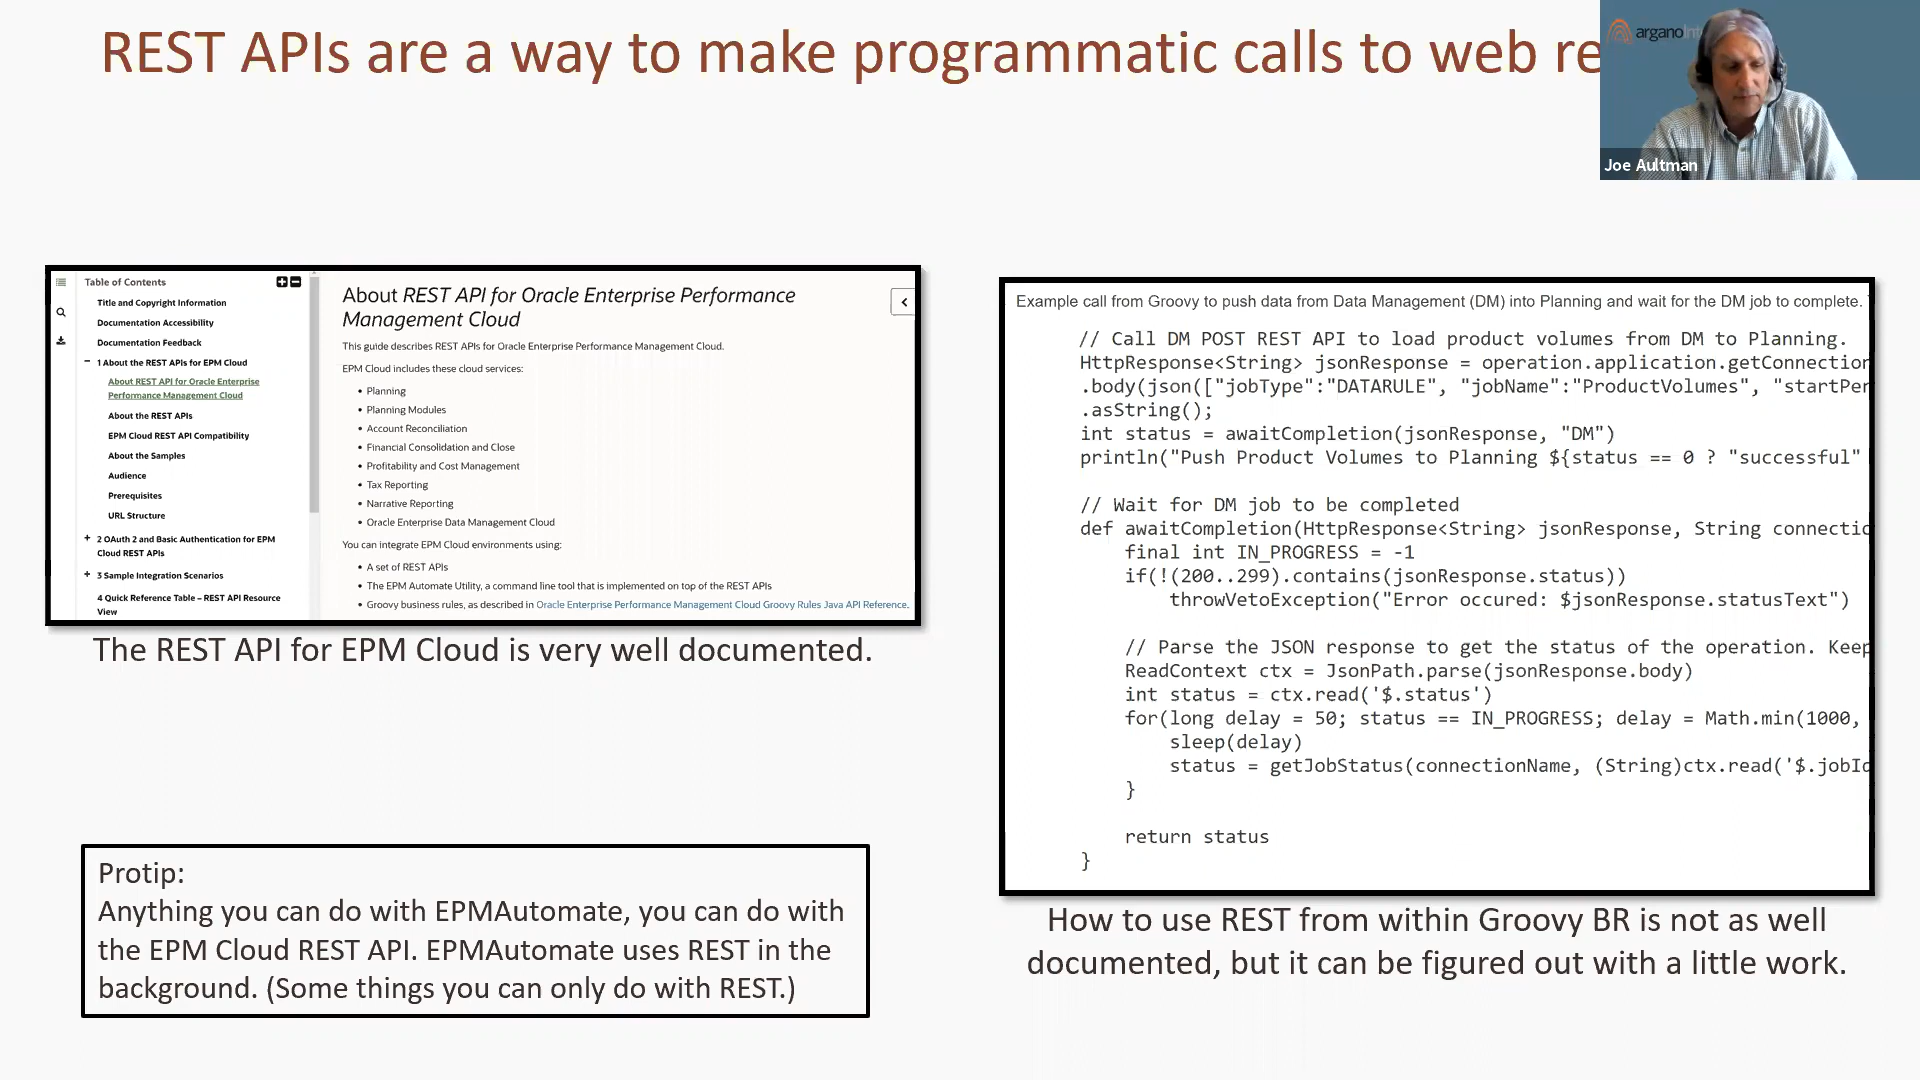 REST APIs are a way to make programmatic calls to web re
argano
Joe Aultman
Table of Contents
Title and Copyright Information
Documentation Accessibility
Documentation Feedback
1 About the REST APIs for EPM Cloud
About REST API for Oracle Enterprise
Performance Management Cloud
About the REST APIs
EPM Cloud REST API Compatibility
About the Samples
Audience
Prerequisites
URL Structure
2 OAuth 2 and Basic Authentication for EPM
Cloud REST APIs
3 Sample Integration Scenarios
4 Quick Reference Table – REST API Resource
View
About REST API for Oracle Enterprise Performance
Management Cloud
This guide describes REST APIs for Oracle Enterprise Performance Management Cloud.
EPM Cloud includes these cloud services:
• Planning
• Planning Modules
• Account Reconciliation
• Financial Consolidation and Close
• Profitability and Cost Management
• Tax Reporting
• Narrative Reporting
• Oracle Enterprise Data Management Cloud
You can integrate EPM Cloud environments using:
• A set of REST APIs
• The EPM Automate Utility, a command line tool that is implemented on top of the REST APIs
• Groovy business rules, as described in Oracle Enterprise Performance Management Cloud Groovy Rules Java API Reference.
The REST API for EPM Cloud is very well documented.
Protip:
Anything you can do with EPMAutomate, you can do with
the EPM Cloud REST API. EPMAutomate uses REST in the
background. (Some things you can only do with REST.)
Example call from Groovy to push data from Data Management (DM) into Planning and wait for the DM job to complete.
// Call DM POST REST API to load product volumes from DM to Planning.
HttpResponse<String> jsonResponse = operation.application.getConnection
.body(json(["jobType":"DATARULE", "jobName":"ProductVolumes", "startPer
.asString();
int status = awaitCompletion(jsonResponse, "DM")
println("Push Product Volumes to Planning ${status == 0 ? "successful"
// Wait for DM job to be completed
def awaitCompletion(HttpResponse<String> jsonResponse, String connectio
final int IN_PROGRESS = -1
if(!(200..299).contains(jsonResponse.status))
throwVetoException("Error occured: $jsonResponse.statusText")
// Parse the JSON response to get the status of the operation. Keep
ReadContext ctx = JsonPath.parse(jsonResponse.body)
int status = ctx.read('$.status')
for(long delay = 50; status == IN_PROGRESS; delay = Math.min(1000,
sleep(delay)
status = getJobStatus(connectionName, (String)ctx.read('$.jobId
}
return status
}
How to use REST from within Groovy BR is not as well
documented, but it can be figured out with a little work.